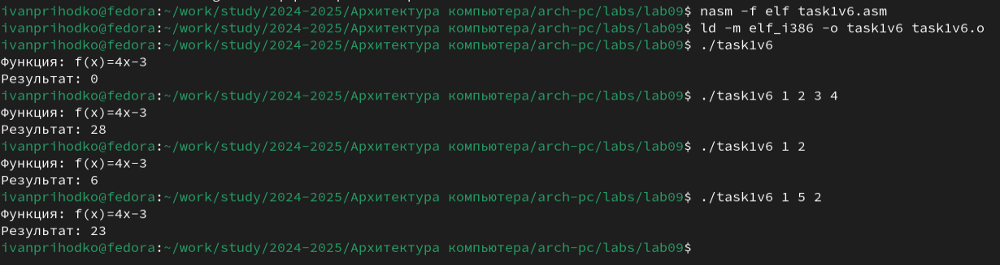 ivanprihodko@fedora:~/work/study/2024-2025/Архитектура компьютера/arch-pc/labs/lab09$ nasm -f elf task1v6.asm
ivanprihodko@fedora:~/work/study/2024-2025/Архитектура компьютера/arch-pc/labs/lab09$ ld -m elf_i386 -o task1v6 task1v6.o
ivanprihodko@fedora:~/work/study/2024-2025/Архитектура компьютера/arch-pc/labs/lab09$ ./task1v6
Функция: f(x)=4x-3
Результат: 0
ivanprihodko@fedora:~/work/study/2024-2025/Архитектура компьютера/arch-pc/labs/lab09$ ./task1v6 1 2 3 4
Функция: f(x)=4x-3
Результат: 28
ivanprihodko@fedora:~/work/study/2024-2025/Архитектура компьютера/arch-pc/labs/lab09$ ./task1v6 1 2
Функция: f(x)=4x-3
Результат: 6
ivanprihodko@fedora:~/work/study/2024-2025/Архитектура компьютера/arch-pc/labs/lab09$ ./task1v6 1 5 2
Функция: f(x)=4x-3
Результат: 23
ivanprihodko@fedora:~/work/study/2024-2025/Архитектура компьютера/arch-pc/labs/lab09$